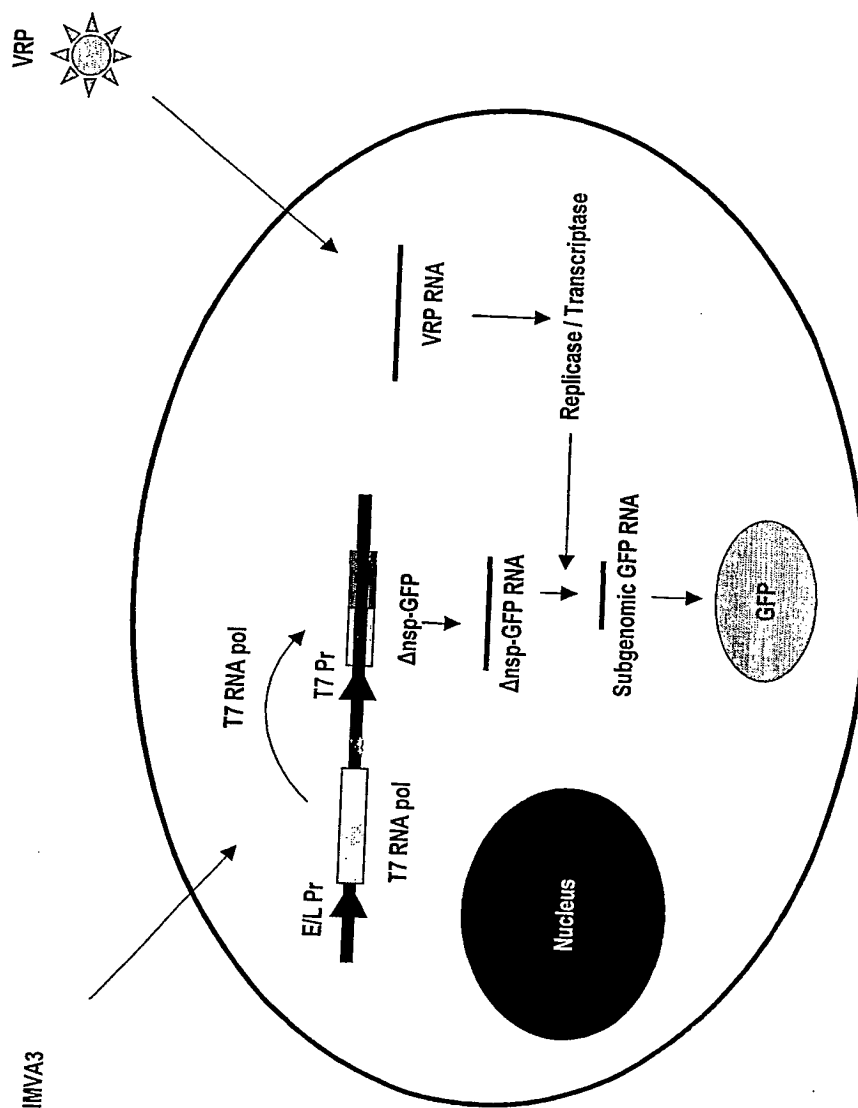 IMVA3
VRP
T7 RNA pol
E/L Pr
T7 RNA pol
T7 Pr
Δnsp-GFP
VRP RNA
Δnsp-GFP RNA
Replicase / Transcriptase
Subgenomic GFP RNA
Nucleus
GFP